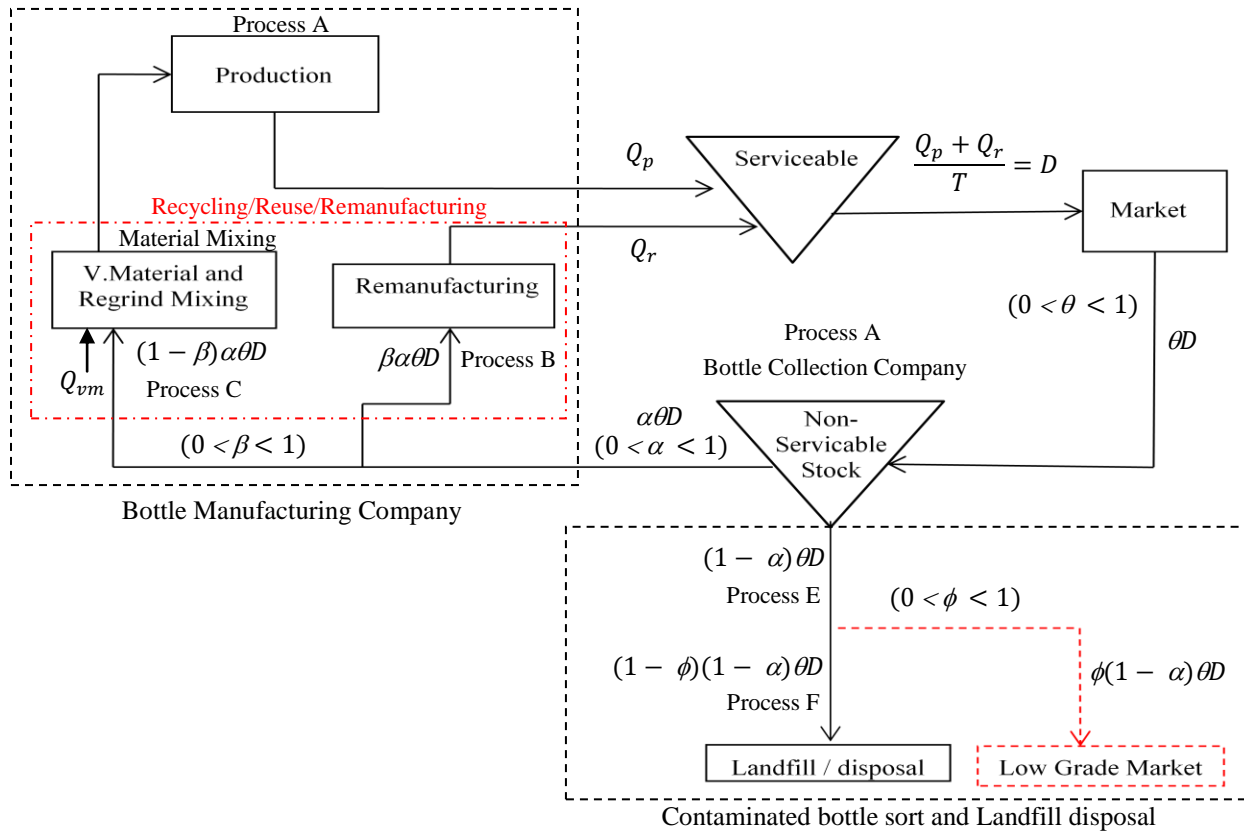 Process A
Production
Recycling/Reuse/Remanufacturing
Material Mixing
V.Material and
Regrind Mixing
Remanufacturing
Q_{vm}
(1 − β)αθD
Process C
βαθD
Process B
(0 < β < 1)
Bottle Manufacturing Company
Q_p
Q_r
Serviceable
\frac{Q_p + Q_r}{T} = D
Market
(0 < θ < 1)
θD
Process A
Bottle Collection Company
αθD
(0 < α < 1)
Non-
Servicable
Stock
(1 − α)θD
Process E
(0 < ϕ < 1)
(1 − ϕ)(1 − α)θD
Process F
ϕ(1 − α)θD
Landfill / disposal
Low Grade Market
Contaminated bottle sort and Landfill disposal